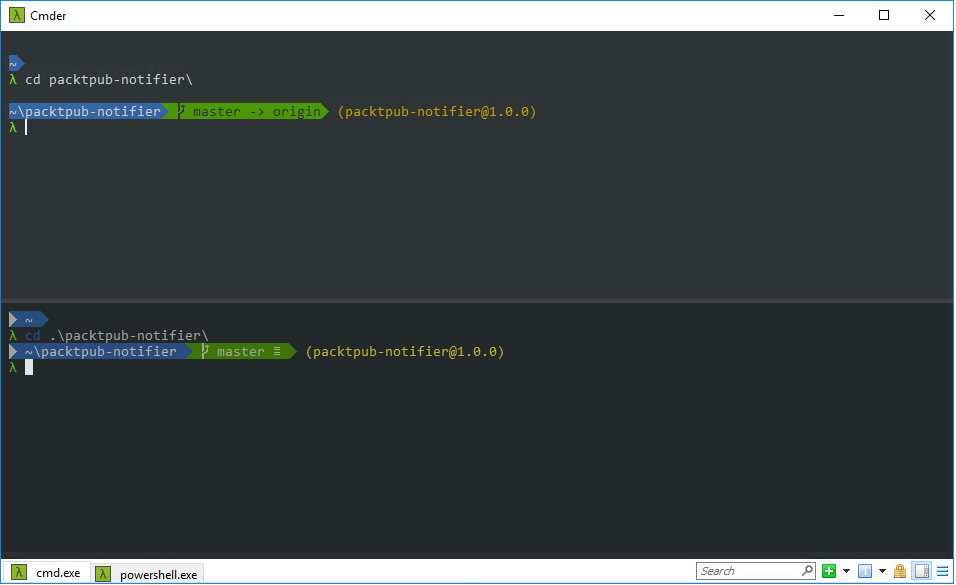 Cmder
~
λ cd packtpub-notifier\
~\packtpub-notifier master -> origin (packtpub-notifier@1.0.0)
λ
~
λ cd .\packtpub-notifier\
~\packtpub-notifier master ≡ (packtpub-notifier@1.0.0)
λ
cmd.exe powershell.exe Search